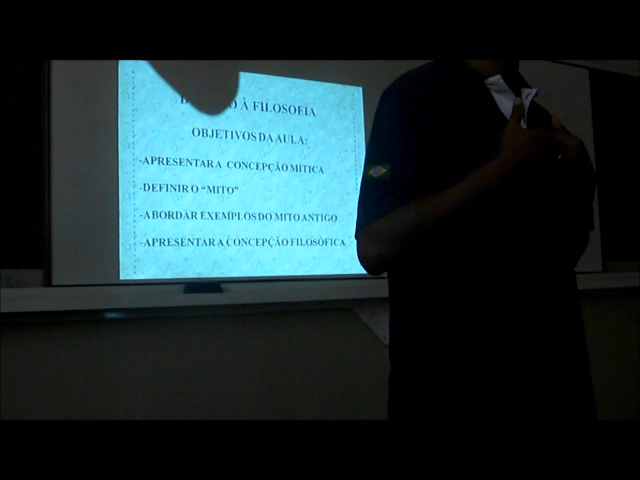 À FILOSOFIA
OBJETIVOS DA AULA:
-APRESENTAR A CONCEPÇÃO MÍTICA
-DEFINIR O “MITO”
-ABORDAR EXEMPLOS DO MITO ANTIGO
-APRESENTAR A CONCEPÇÃO FILOSÓFICA